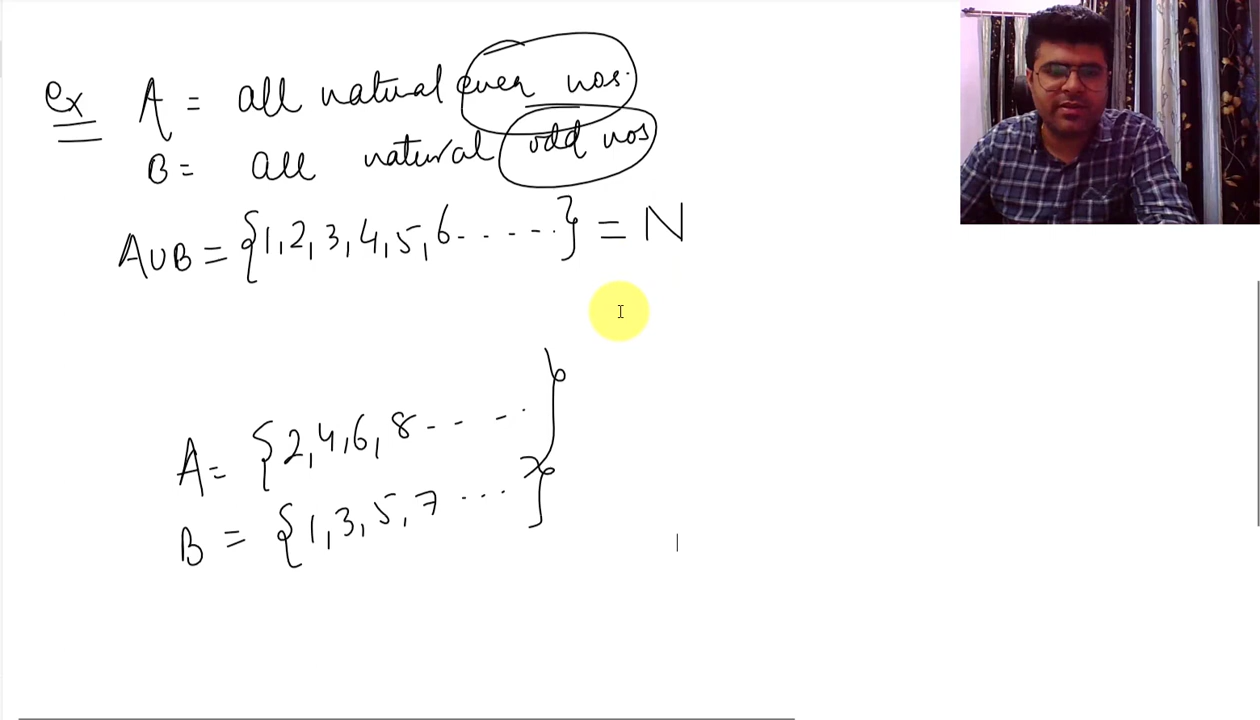 ex A = all natural even nos.
B = all natural odd nos
A∪B = {1, 2, 3, 4, 5, 6 - - - - - } = N
A = {2, 4, 6, 8 - - - - }
B = {1, 3, 5, 7 ... }